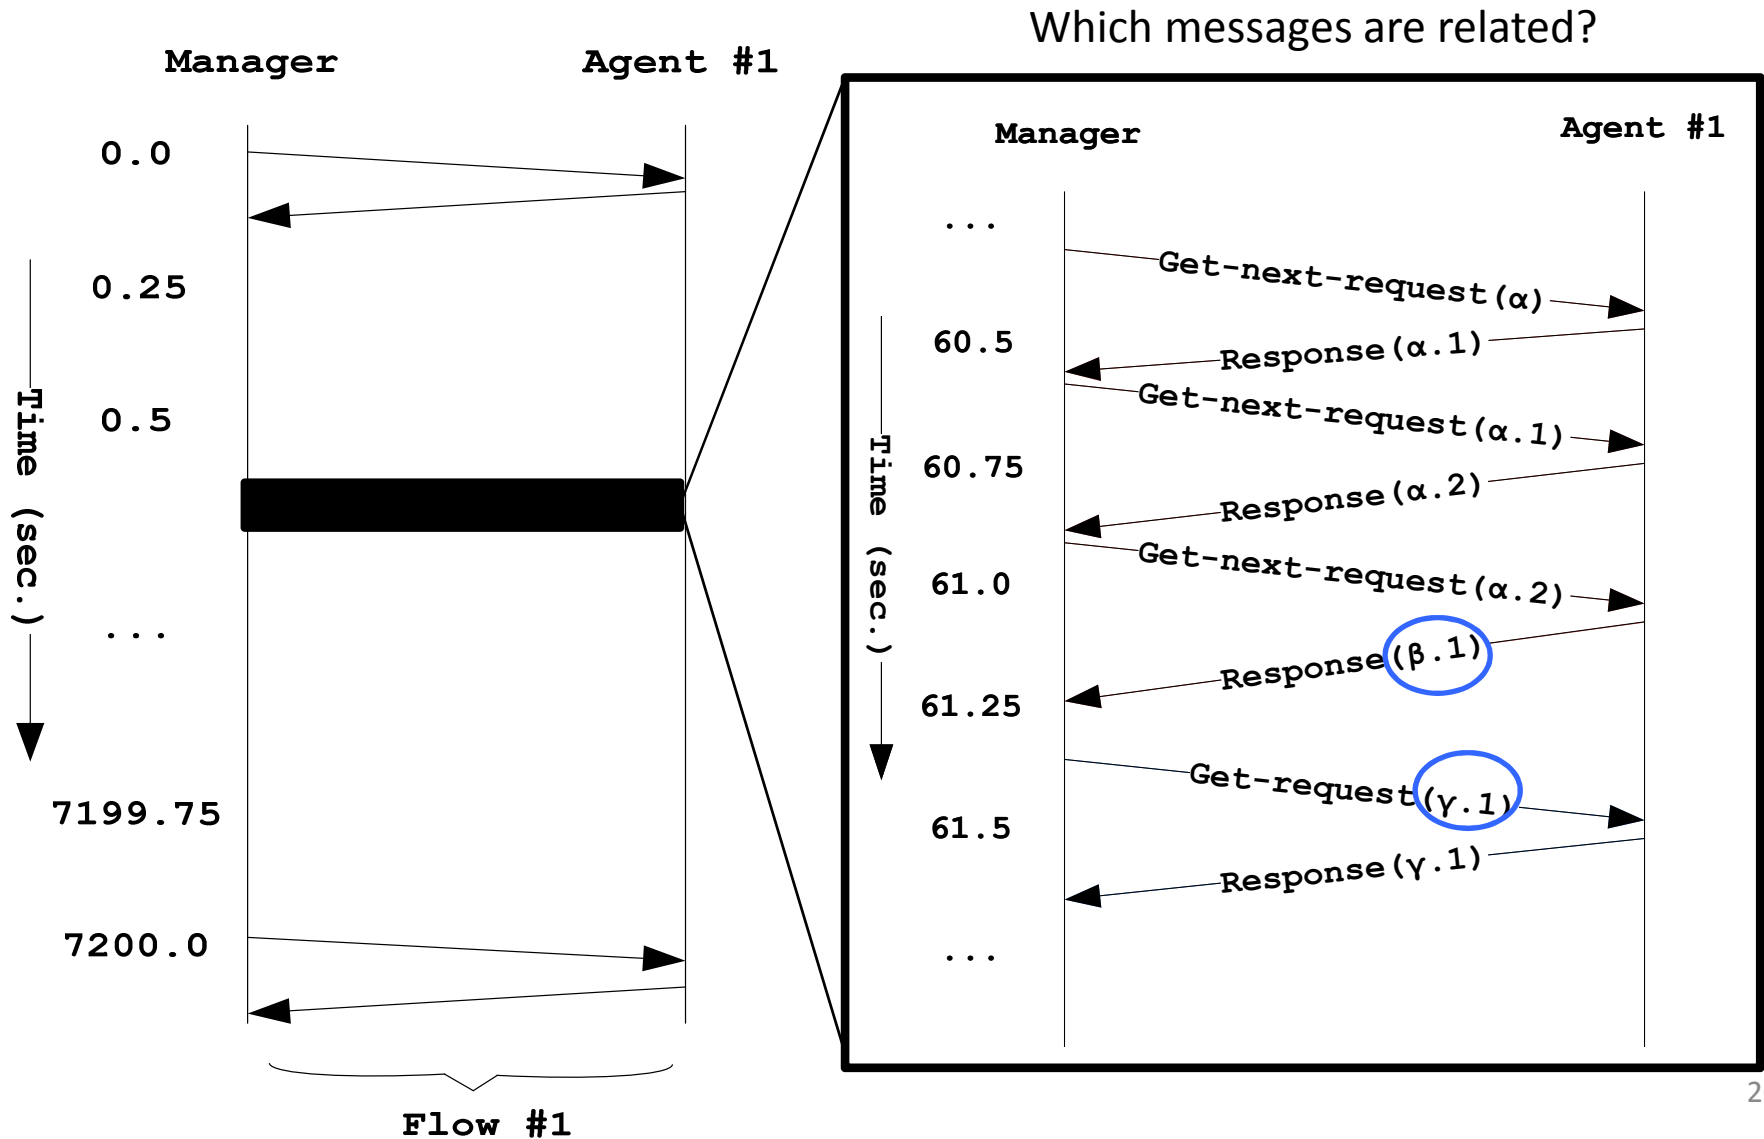 Which messages are related?
Manager
Agent #1
0.0
0.25
0.5
...
7199.75
7200.0
Time (sec.)
Flow #1
Manager
Agent #1
...
Get-next-request(α)
60.5
Response(α.1)
Get-next-request(α.1)
60.75
Response(α.2)
Get-next-request(α.2)
61.0
Response(β.1)
61.25
Get-request(γ.1)
61.5
Response(γ.1)
...
Time (sec.)
2